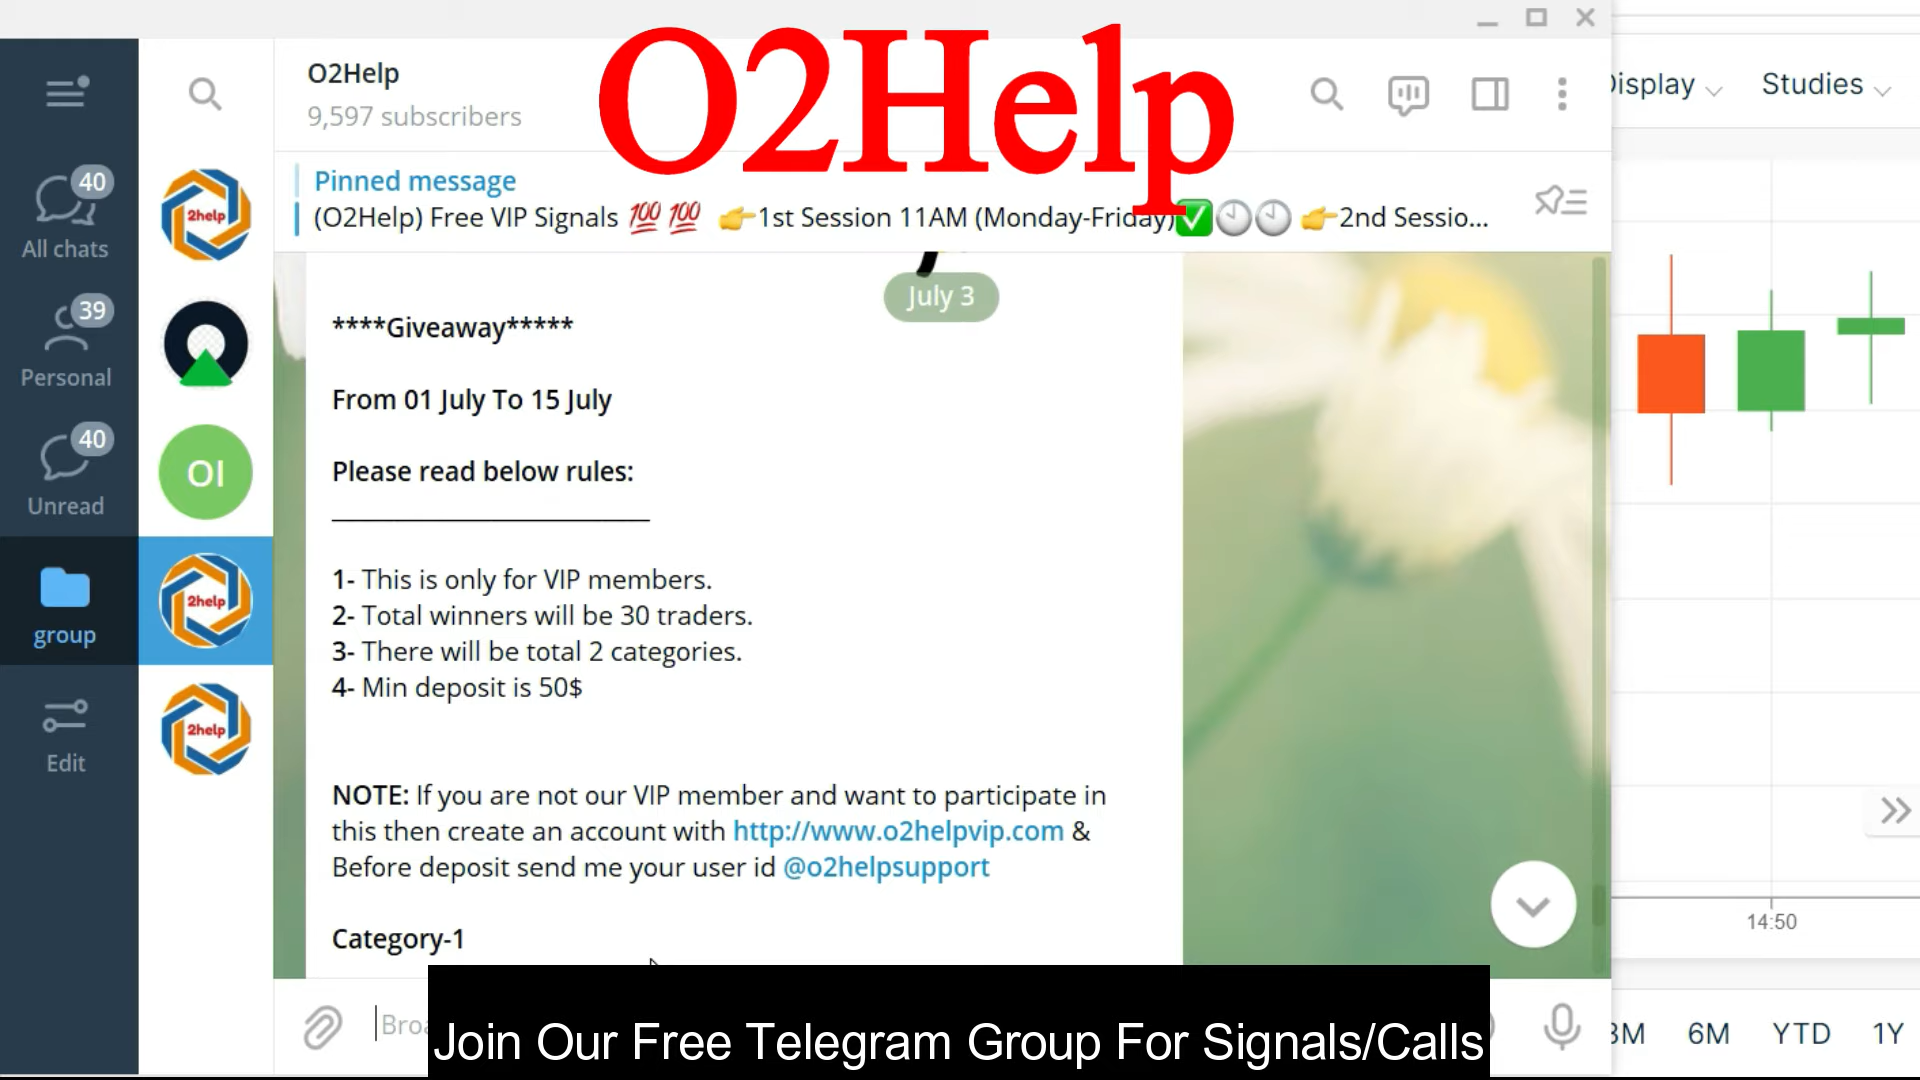 O2Help
O2Help
9,597 subscribers
Display
Studies
Pinned message
(O2Help) Free VIP Signals 💯 💯 👉1st Session 11AM (Monday-Friday)✅🕙🕙 👉2nd Sessio...
40
All chats
39
Personal
40
Unread
group
Edit
2help
OI
2help
2help
July 3
****Giveaway*****
From 01 July To 15 July
Please read below rules:
1- This is only for VIP members.
2- Total winners will be 30 traders.
3- There will be total 2 categories.
4- Min deposit is 50$
NOTE: If you are not our VIP member and want to participate in
this then create an account with http://www.o2helpvip.com &
Before deposit send me your user id @o2helpsupport
Category-1
14:50
Broa
Join Our Free Telegram Group For Signals/Calls
3M 6M YTD 1Y